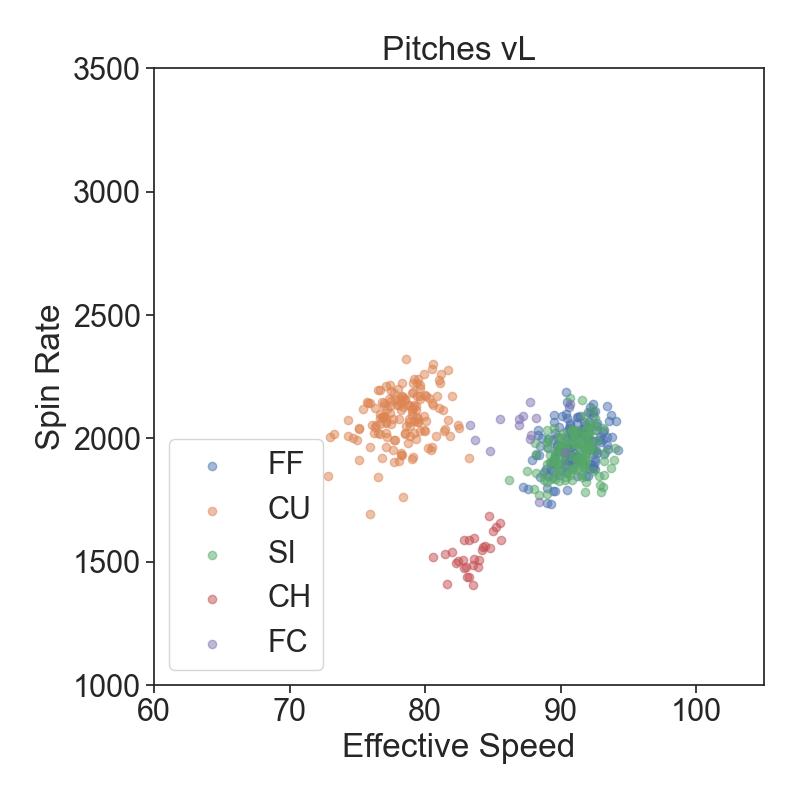 Pitches vL
3500
3000
2500
2000
1500
1000
Spin Rate
FF
CU
SI
CH
FC
60 70 80 90 100
Effective Speed